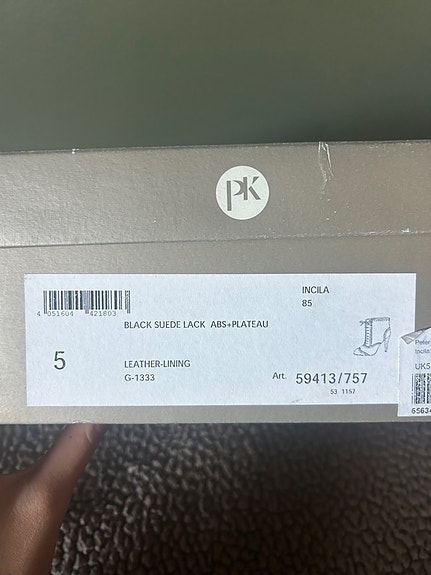 PK
INCILA
85
4 051604 421803
BLACK SUEDE LACK ABS+PLATEAU
5
LEATHER-LINING
G-1333
Art. 59413/757
53 1157
Peter
Incila
UK5
65634